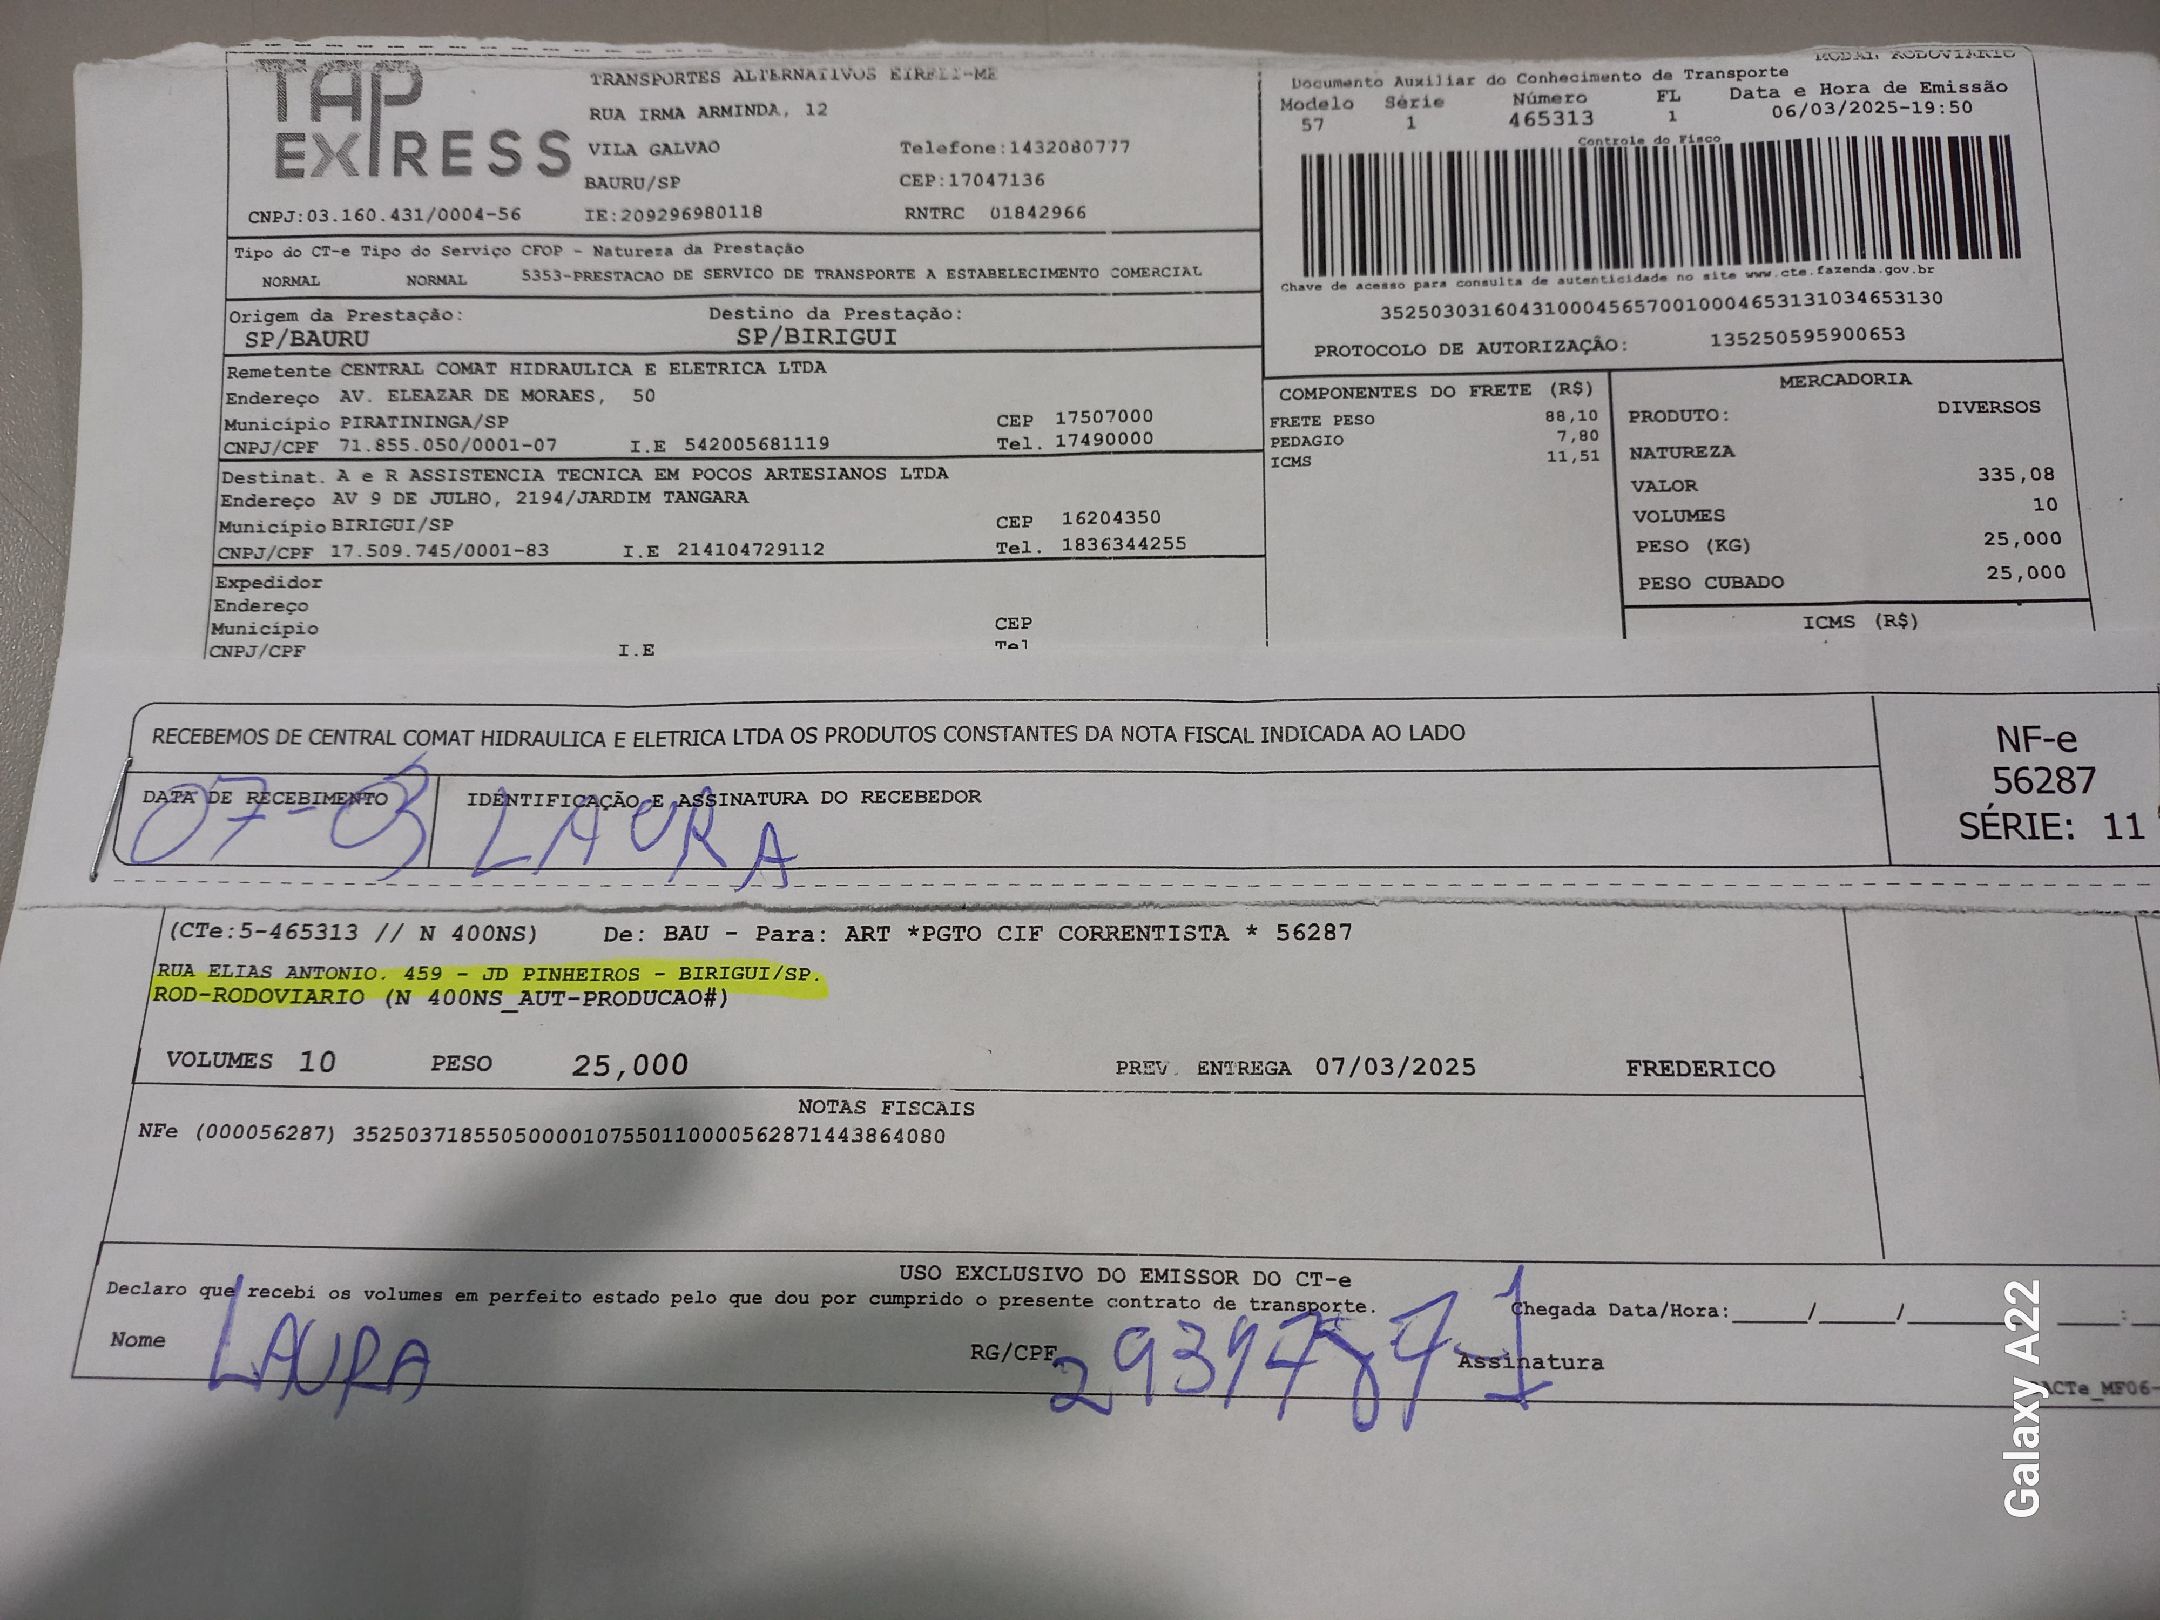 TAP EXPRESS
TRANSPORTES ALTERNATIVOS EIRELI-ME
RUA IRMA ARMINDA, 12
VILA GALVAO Telefone:1432080777
BAURU/SP CEP:17047136
CNPJ:03.160.431/0004-56 IE:209296980118 RNTRC 01842966
MODAL RODOVIARIO
Documento Auxiliar do Conhecimento de Transporte
Modelo Série Número FL Data e Hora de Emissão
57 1 465313 1 06/03/2025-19:50
Controle do Fisco
Chave de acesso para consulta de autenticidade no site www.cte.fazenda.gov.br
35250303160431000456570010004653131034653130
PROTOCOLO DE AUTORIZAÇÃO: 135250595900653
Tipo do CT-e Tipo do Serviço CFOP - Natureza da Prestação
NORMAL NORMAL 5353-PRESTACAO DE SERVICO DE TRANSPORTE A ESTABELECIMENTO COMERCIAL
Origem da Prestação: Destino da Prestação:
SP/BAURU SP/BIRIGUI
Remetente CENTRAL COMAT HIDRAULICA E ELETRICA LTDA
Endereço AV. ELEAZAR DE MORAES, 50
Município PIRATININGA/SP CEP 17507000
CNPJ/CPF 71.855.050/0001-07 I.E 542005681119 Tel. 17490000
Destinat. A e R ASSISTENCIA TECNICA EM POCOS ARTESIANOS LTDA
Endereço AV 9 DE JULHO, 2194/JARDIM TANGARA
Município BIRIGUI/SP CEP 16204350
CNPJ/CPF 17.509.745/0001-83 I.E 214104729112 Tel. 1836344255
Expedidor
Endereço
Município CEP
CNPJ/CPF I.E Tel
COMPONENTES DO FRETE (R$)
FRETE PESO 88,10
PEDAGIO 7,80
ICMS 11,51
MERCADORIA
PRODUTO: DIVERSOS
NATUREZA
VALOR 335,08
VOLUMES 10
PESO (KG) 25,000
PESO CUBADO 25,000
ICMS (R$)
RECEBEMOS DE CENTRAL COMAT HIDRAULICA E ELETRICA LTDA OS PRODUTOS CONSTANTES DA NOTA FISCAL INDICADA AO LADO
NF-e
56287
SÉRIE: 11
DATA DE RECEBIMENTO IDENTIFICAÇÃO E ASSINATURA DO RECEBEDOR
07-03 LAURA
(CTe:5-465313 // N 400NS) De: BAU - Para: ART *PGTO CIF CORRENTISTA * 56287
RUA ELIAS ANTONIO, 459 - JD PINHEIROS - BIRIGUI/SP.
ROD-RODOVIARIO (N 400NS_AUT-PRODUCAO#)
VOLUMES 10 PESO 25,000 PREV. ENTREGA 07/03/2025 FREDERICO
NOTAS FISCAIS
NFe (000056287) 35250371855050000107550110000562871443864080
USO EXCLUSIVO DO EMISSOR DO CT-e
Declaro que recebi os volumes em perfeito estado pelo que dou por cumprido o presente contrato de transporte. Chegada Data/Hora:_____/_____/________ ____:__
Nome LAURA RG/CPF Assinatura
ACTe_MF06-
Galaxy A22